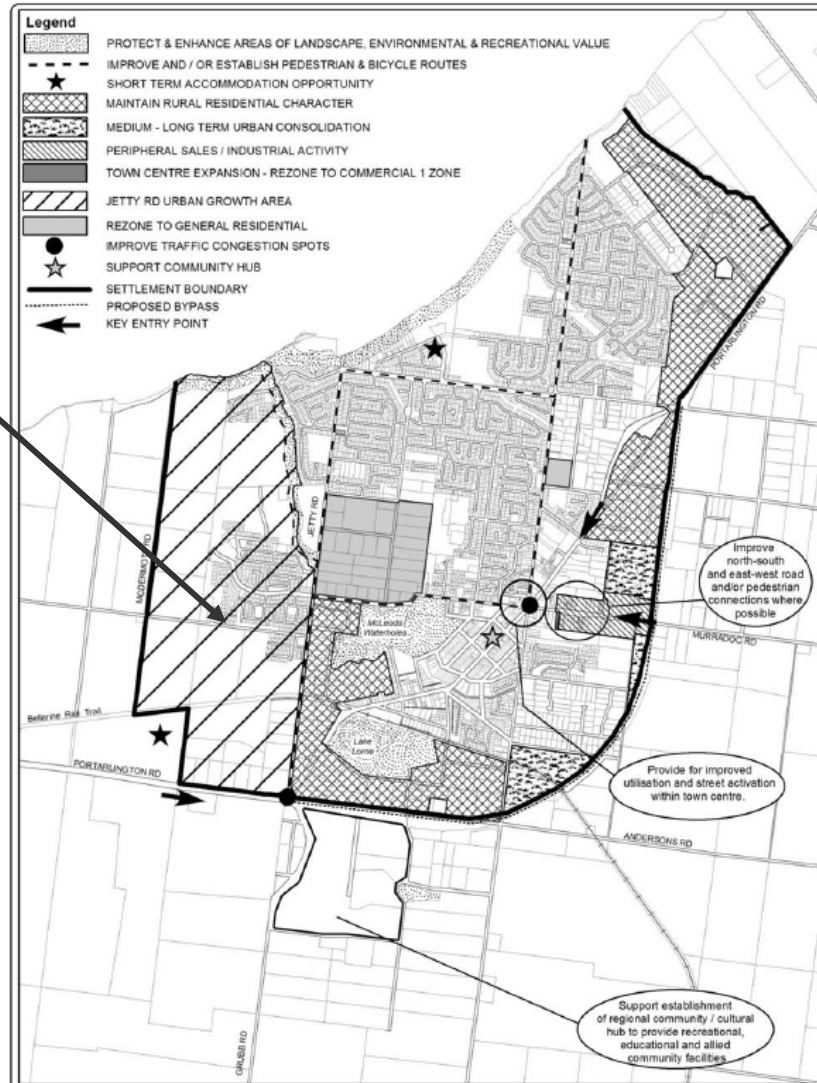 Legend
PROTECT & ENHANCE AREAS OF LANDSCAPE, ENVIRONMENTAL & RECREATIONAL VALUE
IMPROVE AND / OR ESTABLISH PEDESTRIAN & BICYCLE ROUTES
SHORT TERM ACCOMMODATION OPPORTUNITY
MAINTAIN RURAL RESIDENTIAL CHARACTER
MEDIUM - LONG TERM URBAN CONSOLIDATION
PERIPHERAL SALES / INDUSTRIAL ACTIVITY
TOWN CENTRE EXPANSION - REZONE TO COMMERCIAL 1 ZONE
JETTY RD URBAN GROWTH AREA
REZONE TO GENERAL RESIDENTIAL
IMPROVE TRAFFIC CONGESTION SPOTS
SUPPORT COMMUNITY HUB
SETTLEMENT BOUNDARY
PROPOSED BYPASS
KEY ENTRY POINT
PORTARLINGTON RD
JETTY RD
MCDERMOTT RD
Improve
north-south
and east-west road
and/or pedestrian
connections where
possible
McLeods
Waterholes
MURRADOC RD
Bellarine Rail Trail
Lake
Lorne
PORTARLINGTON RD
Provide for improved
utilisation and street activation
within town centre.
ANDERSONS RD
Support establishment
of regional community / cultural
hub to provide recreational,
educational and allied
community facilities
GRUBB RD